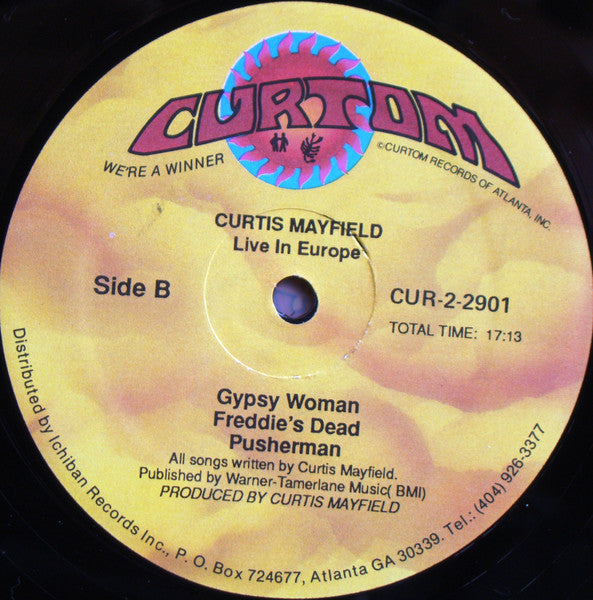 CURTOM
WE'RE A WINNER
©CURTOM RECORDS OF ATLANTA, INC.
CURTIS MAYFIELD
Live In Europe
Side B
CUR-2-2901
TOTAL TIME: 17:13
Gypsy Woman
Freddie's Dead
Pusherman
All songs written by Curtis Mayfield.
Published by Warner-Tamerlane Music( BMI)
PRODUCED BY CURTIS MAYFIELD
Distributed by Ichiban Records Inc., P. O. Box 724677, Atlanta GA 30339. Tel.: (404) 926-3377